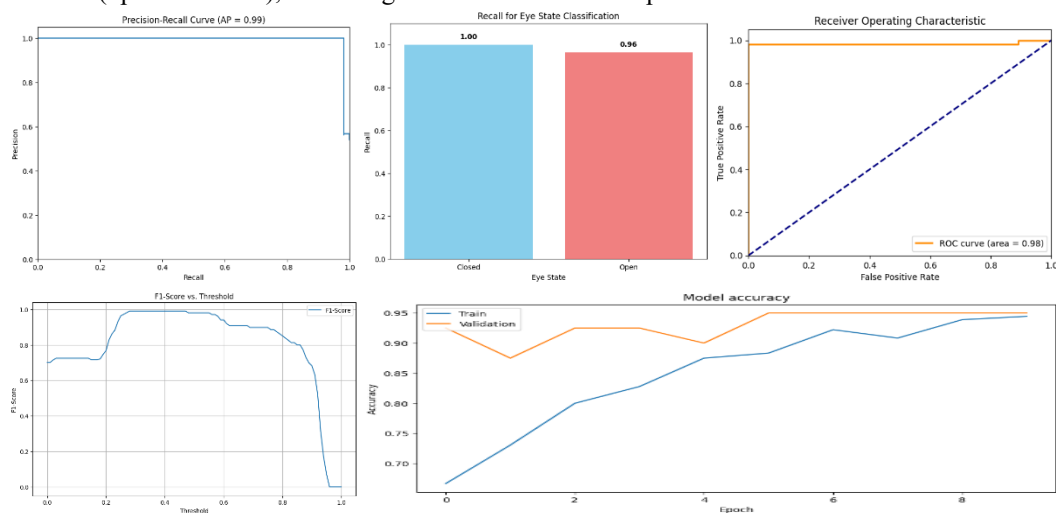 Precision-Recall Curve (AP = 0.99)
1.0
0.8
0.6
0.4
0.2
0.0
Precision
0.0 0.2 0.4 0.6 0.8 1.0
Recall
Recall for Eye State Classification
1.00
0.96
1.0
0.8
0.6
0.4
0.2
0.0
Recall
Closed Open
Eye State
Receiver Operating Characteristic
1.0
0.8
0.6
0.4
0.2
0.0
True Positive Rate
ROC curve (area = 0.98)
0.0 0.2 0.4 0.6 0.8 1.0
False Positive Rate
F1-Score vs. Threshold
F1-Score
1.0
0.8
0.6
0.4
0.2
0.0
F1-Score
0.0 0.2 0.4 0.6 0.8 1.0
Threshold
Model accuracy
Train
Validation
0.95
0.90
0.85
0.80
0.75
0.70
Accuracy
0 2 4 6 8
Epoch